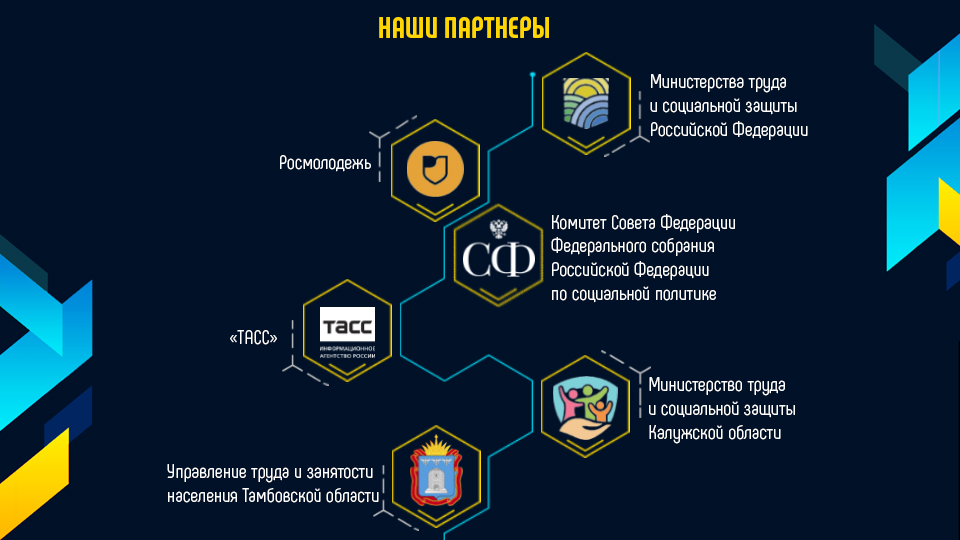 НАШИ ПАРТНЕРЫ
Министерства труда
и социальной защиты
Российской Федерации
Росмолодежь
Комитет Совета Федерации
Федерального собрания
Российской Федерации
по социальной политике
СФ
«ТАСС»
ТАСС
ИНФОРМАЦИОННОЕ
АГЕНТСТВО РОССИИ
Министерство труда
и социальной защиты
Калужской области
Управление труда и занятости
населения Тамбовской области